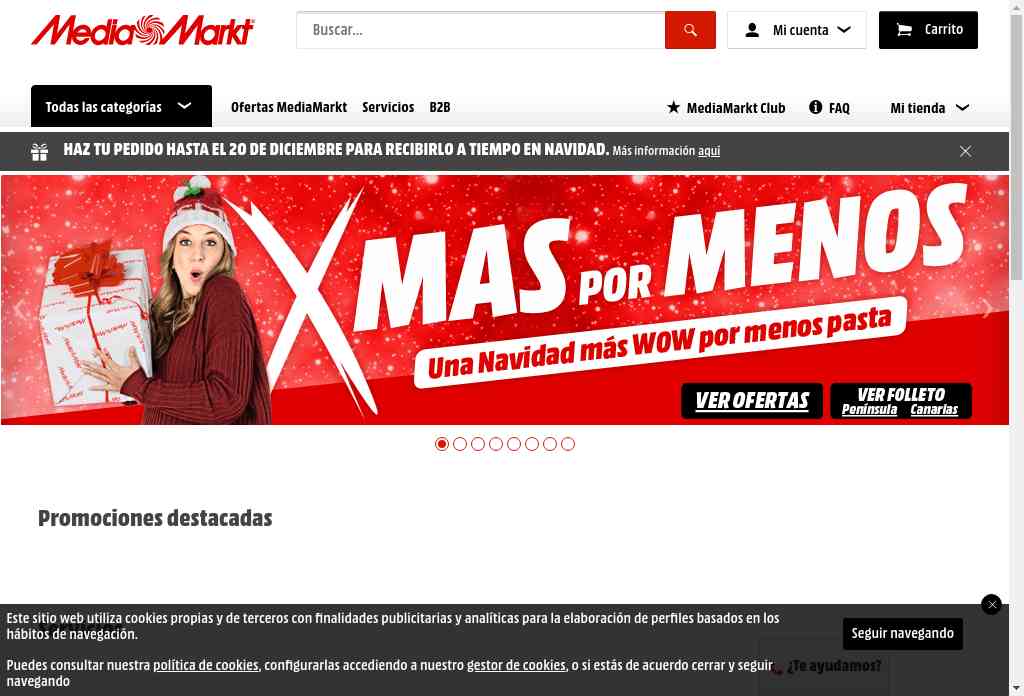 MediaMarkt
Buscar...
Mi cuenta
Carrito
Todas las categorías
Ofertas MediaMarkt
Servicios
B2B
MediaMarkt Club
FAQ
Mi tienda
HAZ TU PEDIDO HASTA EL 20 DE DICIEMBRE PARA RECIBIRLO A TIEMPO EN NAVIDAD. Más información aquí
XMAS POR MENOS
Una Navidad más WOW por menos pasta
VER OFERTAS
VER FOLLETO
Península Canarias
Promociones destacadas
Este sitio web utiliza cookies propias y de terceros con finalidades publicitarias y analíticas para la elaboración de perfiles basados en los
hábitos de navegación.
Seguir navegando
Puedes consultar nuestra política de cookies, configurarlas accediendo a nuestro gestor de cookies, o si estás de acuerdo cerrar y seguir
navegando
¿Te ayudamos?